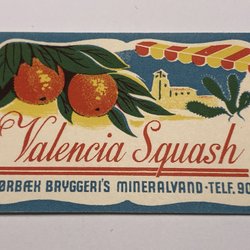 Valencia Squash
ØRBÆK BRYGGERI'S MINERALVAND-TELF. 90